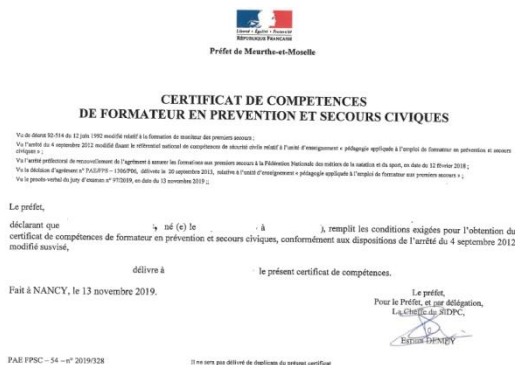 Liberté • Égalité • Fraternité
RÉPUBLIQUE FRANÇAISE
Préfet de Meurthe-et-Moselle
CERTIFICAT DE COMPETENCES
DE FORMATEUR EN PREVENTION ET SECOURS CIVIQUES
Vu de décret 92-514 du 12 juin 1992 modifié relatif à la formation de moniteur des premiers secours ;
Vu l'arrêté du 4 septembre 2012 modifié fixant le référentiel national de compétences de sécurité civile relatif à l'unité d'enseignement « pédagogie appliquée à l'emploi de formateur en prévention et secours
civiques » ;
Vu l'arrêté préfectoral de renouvellement de l'agrément à assurer les formations aux premiers secours à la Fédération Nationale des métiers de la natation et du sport, en date du 12 février 2018 ;
Vu la décision d'agrément n° PAE/FPS – 1306/P06, délivrée le 20 septembre 2013, relative à l'unité d'enseignement « pédagogie appliquée à l'emploi de formateur aux premiers secours » ;
Vu le procès-verbal du jury d'examen n° 97/2019, en date du 13 novembre 2019 ;;
Le préfet,
déclarant que né (e) le à ), remplit les conditions exigées pour l'obtention du
certificat de compétences de formateur en prévention et secours civiques, conformément aux dispositions de l'arrêté du 4 septembre 2012
modifié susvisé,
délivre à le présent certificat de compétences.
Fait à NANCY, le 13 novembre 2019.
Le préfet,
Pour le Préfet, et par délégation,
La Cheffe du SIDPC,
DEMEY
PAE FPSC – 54 – n° 2019/328
Il ne sera pas délivré de duplicata du présent certificat